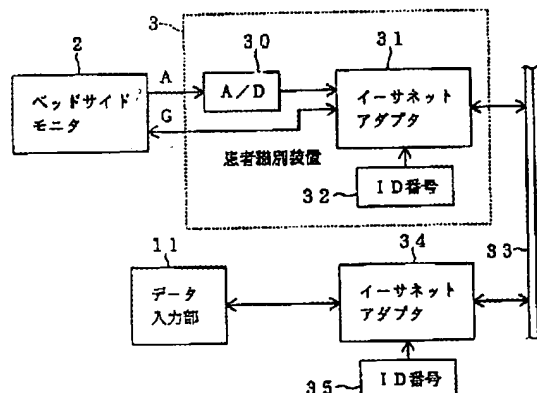 3
30
31
2
A
A/D
イーサネット
アダプタ
ベッドサイド
モニタ
G
患者識別装置
32
ID番号
33
11
34
データ
入力部
イーサネット
アダプタ
35
ID番号